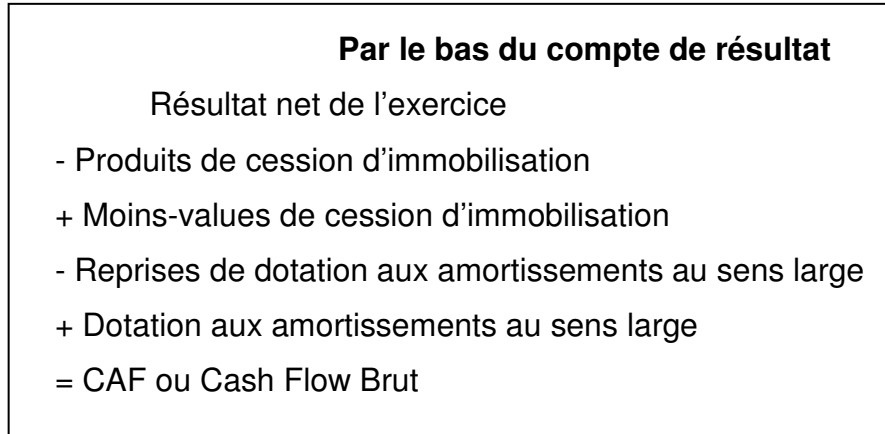 Par le bas du compte de résultat
Résultat net de l’exercice
- Produits de cession d’immobilisation
+ Moins-values de cession d’immobilisation
- Reprises de dotation aux amortissements au sens large
+ Dotation aux amortissements au sens large
= CAF ou Cash Flow Brut